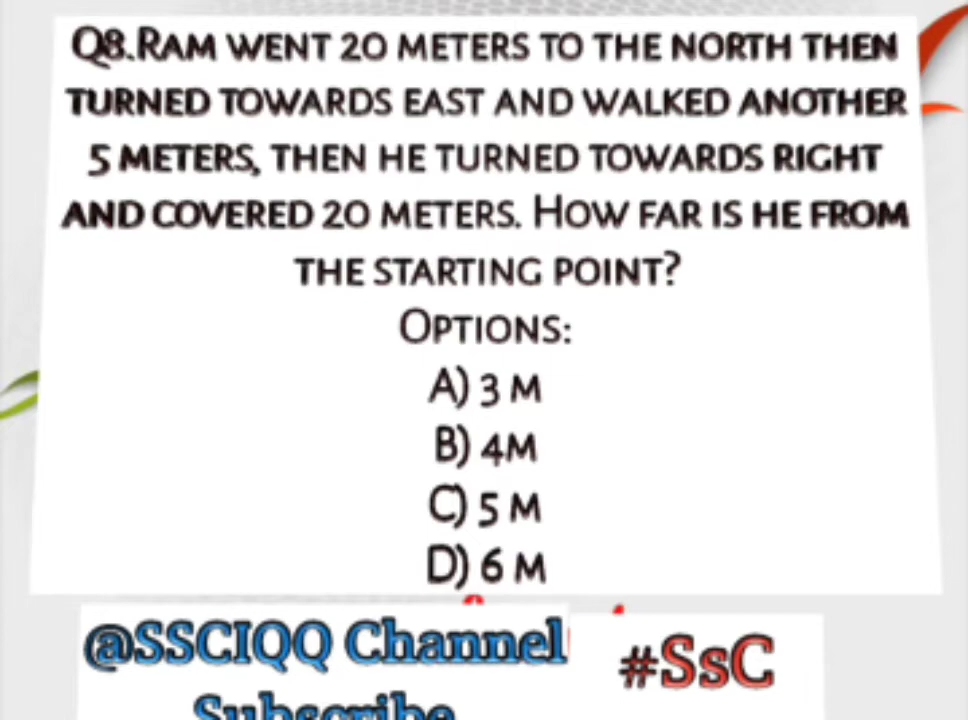 Q8.Ram went 20 meters to the north then
turned towards east and walked another
5 meters, then he turned towards right
and covered 20 meters. How far is he from
the starting point?
Options:
A) 3 m
B) 4m
C) 5 m
D) 6 m
@SSCIQQ Channel
#SsC
Subscribe